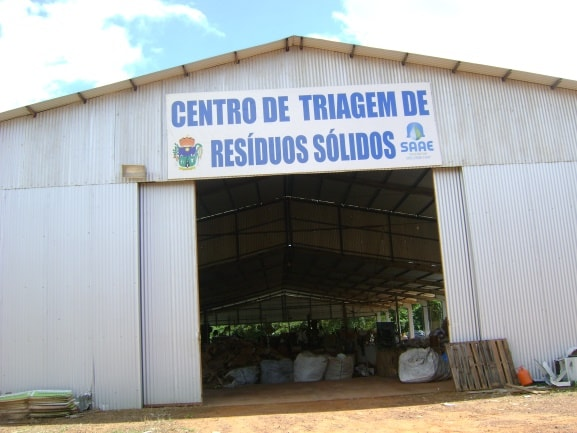 CENTRO DE TRIAGEM DE
RESÍDUOS SÓLIDOS
SAAE